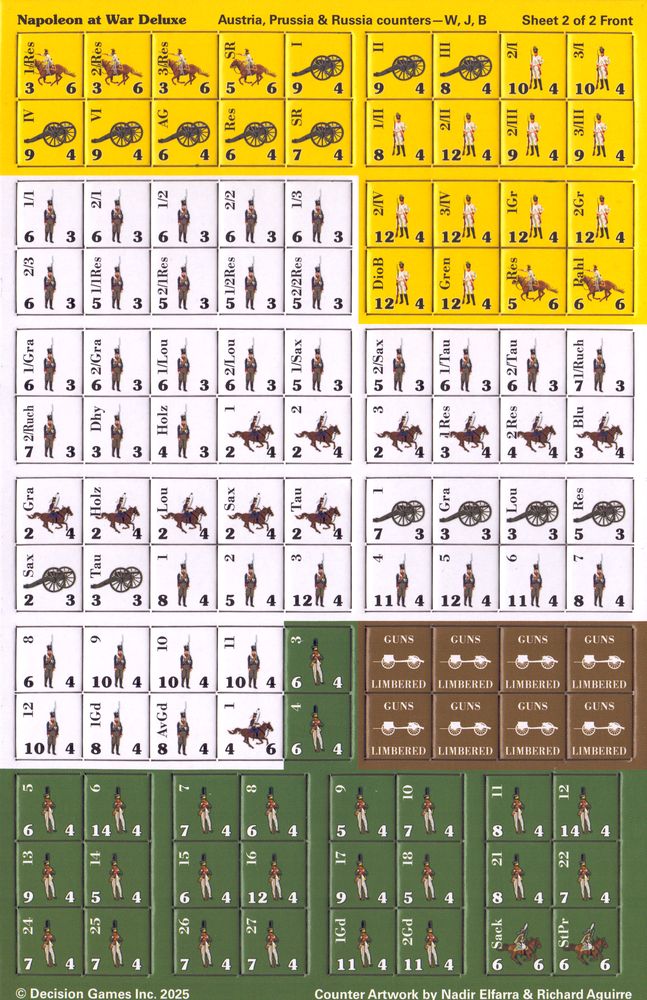 Napoleon at War Deluxe Austria, Prussia & Russia counters—W, J, B Sheet 2 of 2 Front
1/Res 2/Res 3/Res SR I II III 2/I 3/I
3 6 3 6 3 6 5 6 9 4 9 4 8 4 10 4 10 4
IV VI AG Res SR 1/II 2/II 2/III 3/III
9 4 9 4 6 4 6 4 7 4 8 4 12 4 9 4 9 4
1/1 2/1 1/2 2/2 1/3 2/IV 3/IV 1Gr 2Gr
6 3 6 3 6 3 6 3 6 3 12 4 12 4 12 4 12 4
2/3 1/1Res 2/1Res 1/2Res 2/2Res DioB Gren Res Rahl
6 3 5 3 5 3 5 3 5 3 12 4 12 4 5 6 6 6
1/Gra 2/Gra 1/Lou 2/Lou 1/Sax 2/Sax 1/Tau 2/Tau 1/Ruch
6 3 6 3 6 3 6 3 5 3 5 3 6 3 6 3 7 3
2/Ruch Dhy Holz 1 2 3 1Res 2Res Blu
7 3 3 3 4 3 2 4 2 4 2 4 3 4 4 4 3 4
Gra Holz Lou Sax Tau 1 Gra Lou Res
2 4 2 4 2 4 2 4 2 4 7 3 3 3 3 3 5 3
Sax Tau 1 2 3 4 5 6 7
2 3 3 3 8 4 5 4 12 4 11 4 12 4 11 4 8 4
8 9 10 11 3 GUNS GUNS GUNS GUNS
6 4 10 4 10 4 10 4 6 4 LIMBERED LIMBERED LIMBERED LIMBERED
12 1Gd AvGd 1 4 GUNS GUNS GUNS GUNS
10 4 8 4 8 4 4 6 6 4 LIMBERED LIMBERED LIMBERED LIMBERED
5 6 7 8 9 10 11 12
6 4 14 4 7 4 6 4 5 4 7 4 8 4 14 4
13 14 15 16 17 18 21 22
9 4 5 4 6 4 12 4 9 4 5 4 8 4 7 4
24 25 26 27 1Gd 2Gd Sack StPr
7 4 7 4 7 4 7 4 11 4 11 4 6 6 6 6
© Decision Games Inc. 2025 Counter Artwork by Nadir Elfarra & Richard Aguirre